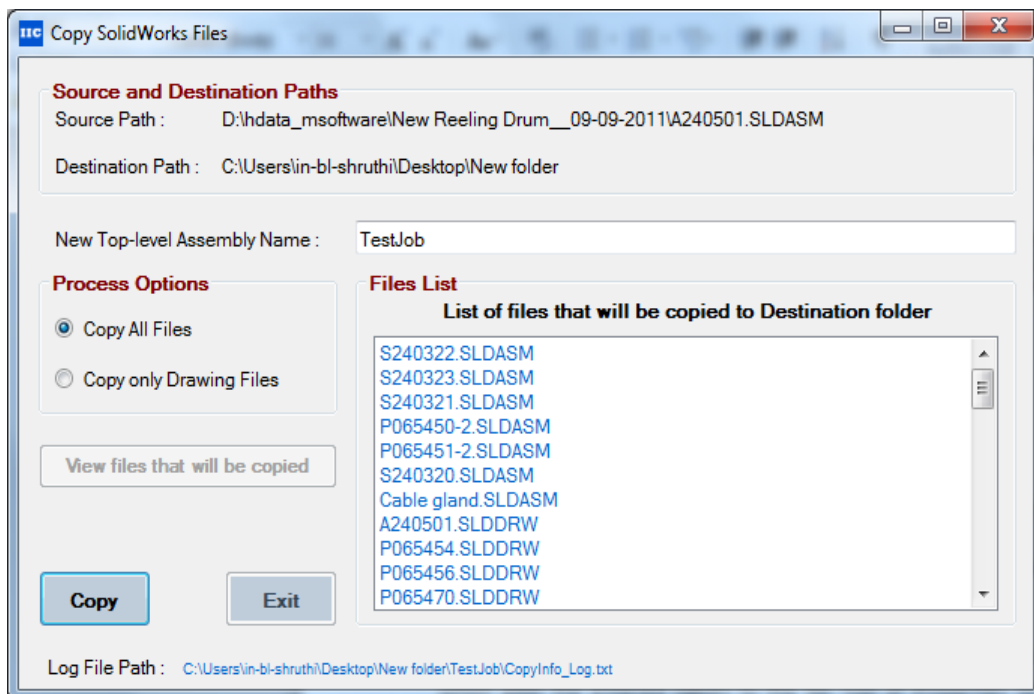 IIC Copy SolidWorks Files
Source and Destination Paths
Source Path : D:\hdata_msoftware\New Reeling Drum__09-09-2011\A240501.SLDASM
Destination Path : C:\Users\in-bl-shruthi\Desktop\New folder
New Top-level Assembly Name : TestJob
Process Options
Copy All Files
Copy only Drawing Files
View files that will be copied
Copy Exit
Files List
List of files that will be copied to Destination folder
S240322.SLDASM
S240323.SLDASM
S240321.SLDASM
P065450-2.SLDASM
P065451-2.SLDASM
S240320.SLDASM
Cable gland.SLDASM
A240501.SLDDRW
P065454.SLDDRW
P065456.SLDDRW
P065470.SLDDRW
Log File Path : C:\Users\in-bl-shruthi\Desktop\New folder\TestJob\CopyInfo_Log.txt